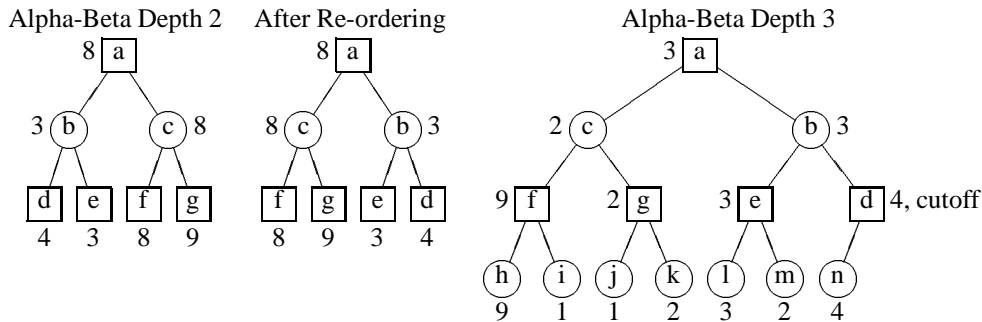 Alpha-Beta Depth 2 After Re-ordering Alpha-Beta Depth 3
8 a 8 a 3 a
3 b c 8 8 c b 3 2 c b 3
d e f g f g e d 9 f 2 g 3 e d 4, cutoff
4 3 8 9 8 9 3 4
h i j k l m n
9 1 1 2 3 2 4